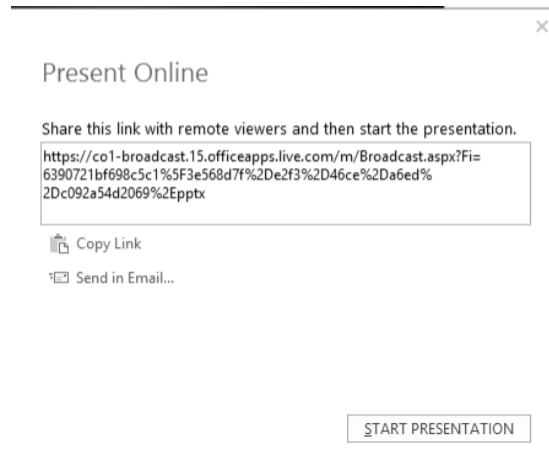 Present Online
Share this link with remote viewers and then start the presentation.
https://co1-broadcast.15.officeapps.live.com/m/Broadcast.aspx?Fi=
6390721bf698c5c1%5F3e568d7f%2De2f3%2D46ce%2Da6ed%
2Dc092a54d2069%2Epptx
Copy Link
Send in Email...
START PRESENTATION